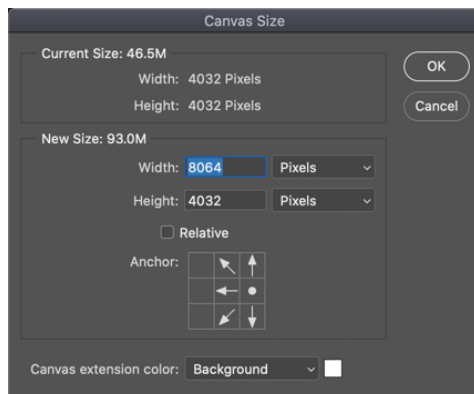 Canvas Size
Current Size: 46.5M
OK
Width: 4032 Pixels
Height: 4032 Pixels
Cancel
New Size: 93.0M
Width: 8064 Pixels
Height: 4032 Pixels
Relative
Anchor:
Canvas extension color: Background